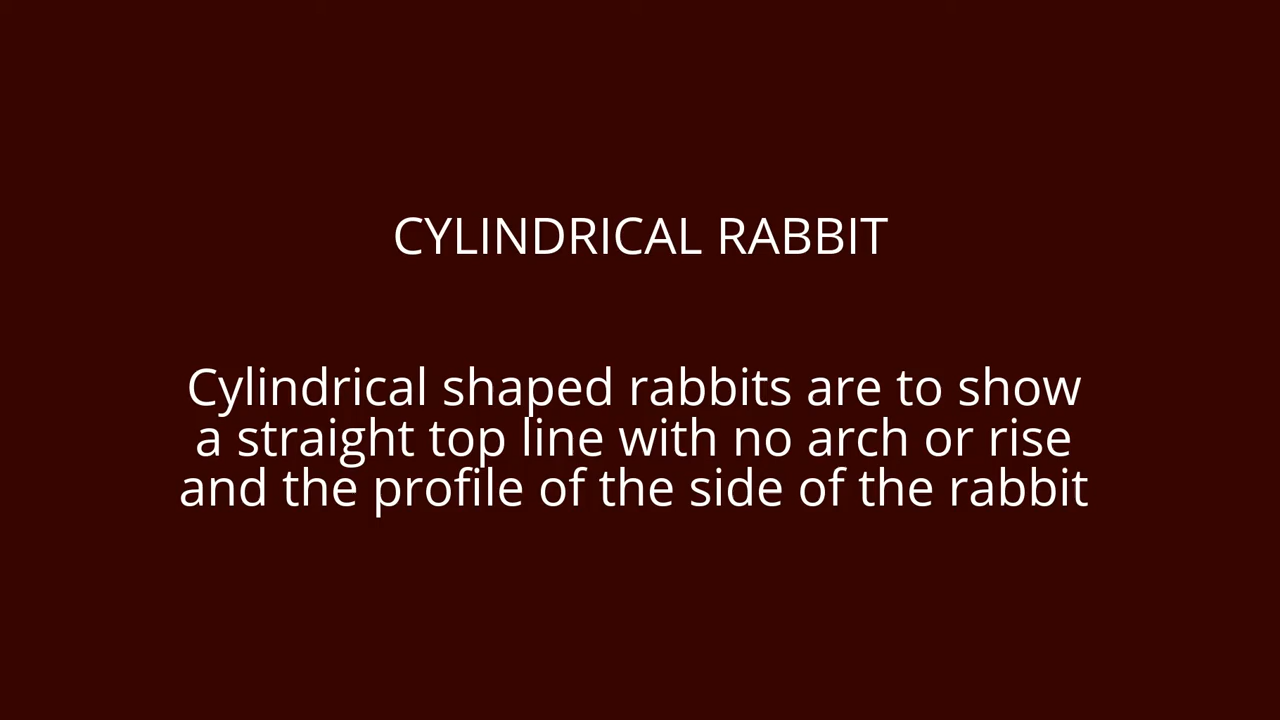 CYLINDRICAL RABBIT
Cylindrical shaped rabbits are to show
a straight top line with no arch or rise
and the profile of the side of the rabbit